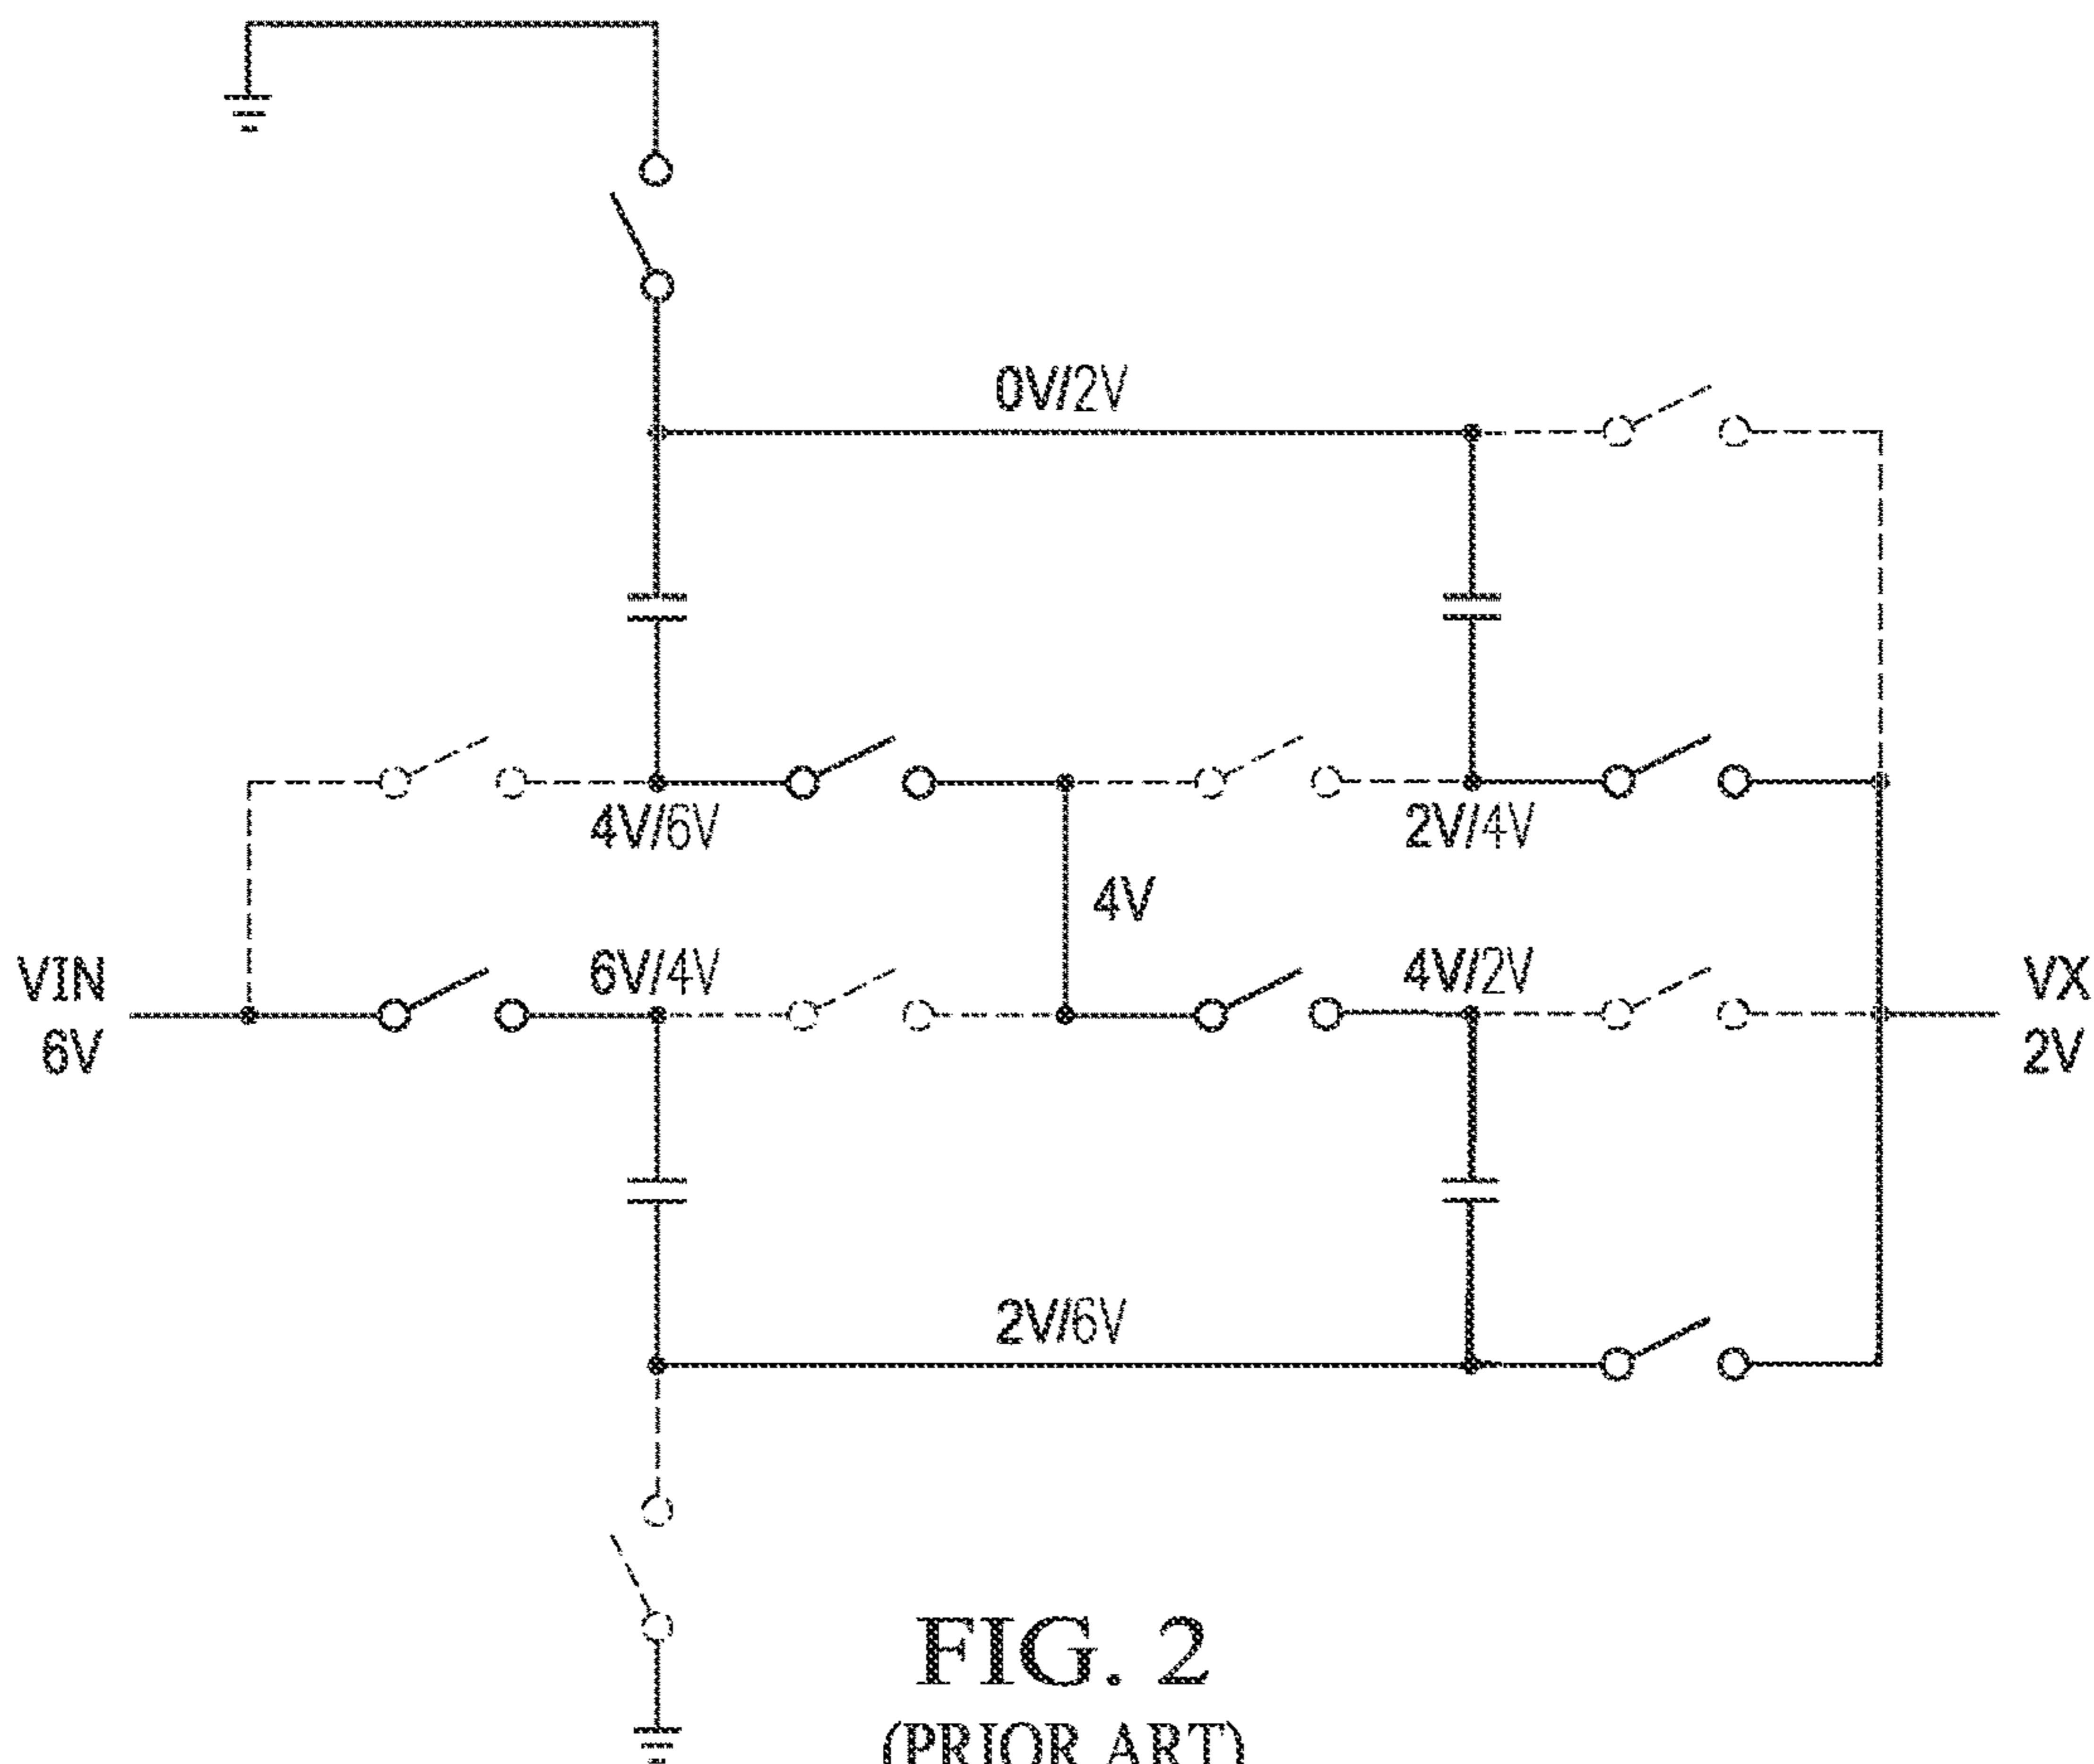 0V/2V
4V/6V
2V/4V
4V
VIN
6V
6V/4V
4V/2V
VX
2V
2V/6V
FIG. 2
(PRIOR ART)